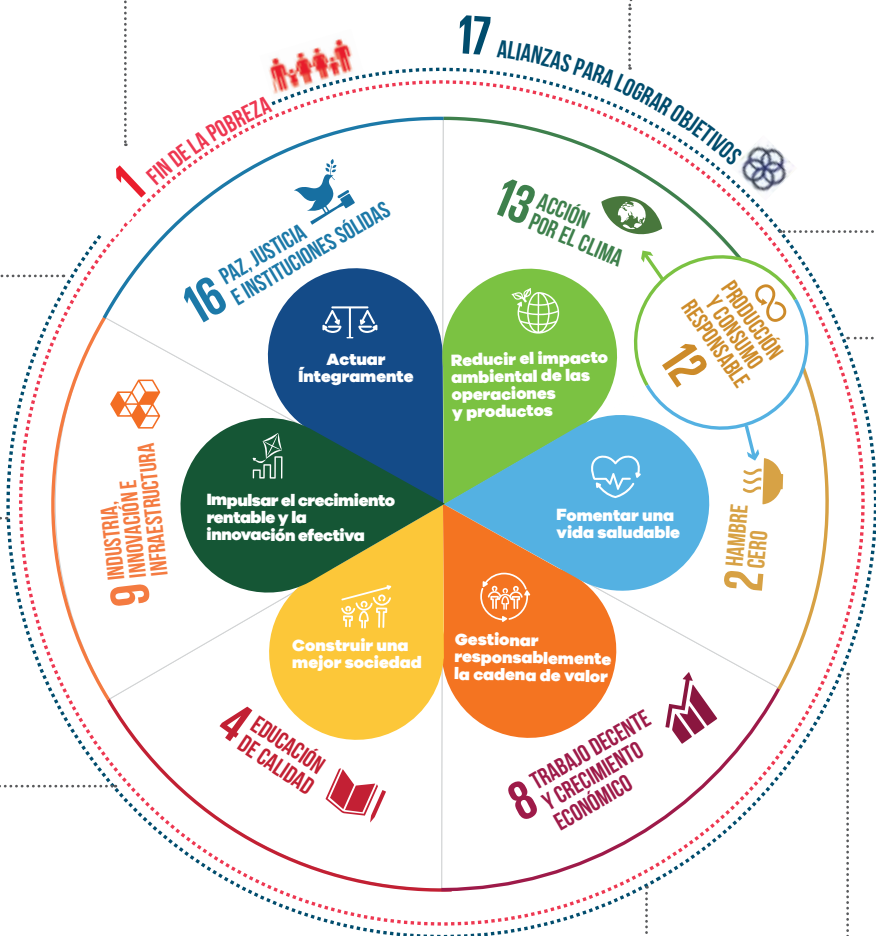 17 ALIANZAS PARA LOGRAR OBJETIVOS
1 FIN DE LA POBREZA
16 PAZ, JUSTICIA
E INSTITUCIONES SÓLIDAS
13 ACCIÓN
POR EL CLIMA
PRODUCCIÓN
Y CONSUMO
RESPONSABLE
12
Actuar
Íntegramente
Reducir el impacto
ambiental de las
operaciones
y productos
9 INDUSTRIA,
INNOVACIÓN E
INFRAESTRUCTURA
Impulsar el crecimiento
rentable y la
innovación efectiva
Fomentar una
vida saludable
2 HAMBRE
CERO
Construir una
mejor sociedad
Gestionar
responsablemente
la cadena de valor
4 EDUCACIÓN
DE CALIDAD
8 TRABAJO DECENTE
Y CRECIMIENTO
ECONÓMICO